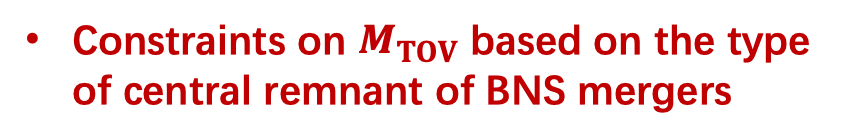 • Constraints on M_TOV based on the type
of central remnant of BNS mergers